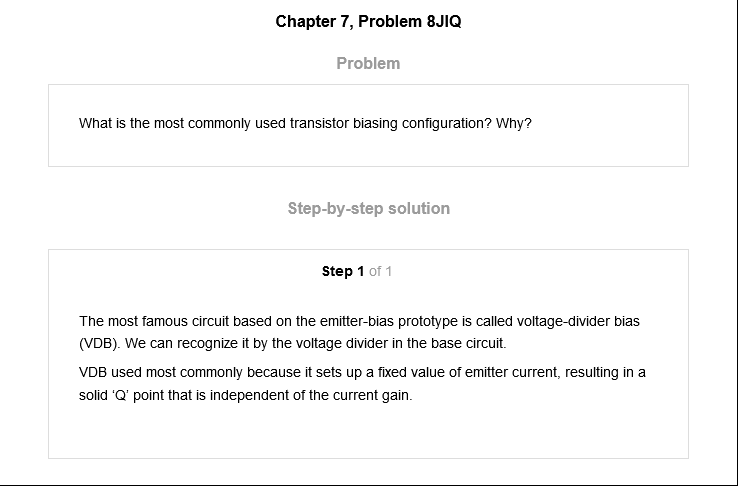 Chapter 7, Problem 8JIQ
Problem
What is the most commonly used transistor biasing configuration? Why?
Step-by-step solution
Step 1 of 1
The most famous circuit based on the emitter-bias prototype is called voltage-divider bias
(VDB). We can recognize it by the voltage divider in the base circuit.
VDB used most commonly because it sets up a fixed value of emitter current, resulting in a
solid ‘Q’ point that is independent of the current gain.